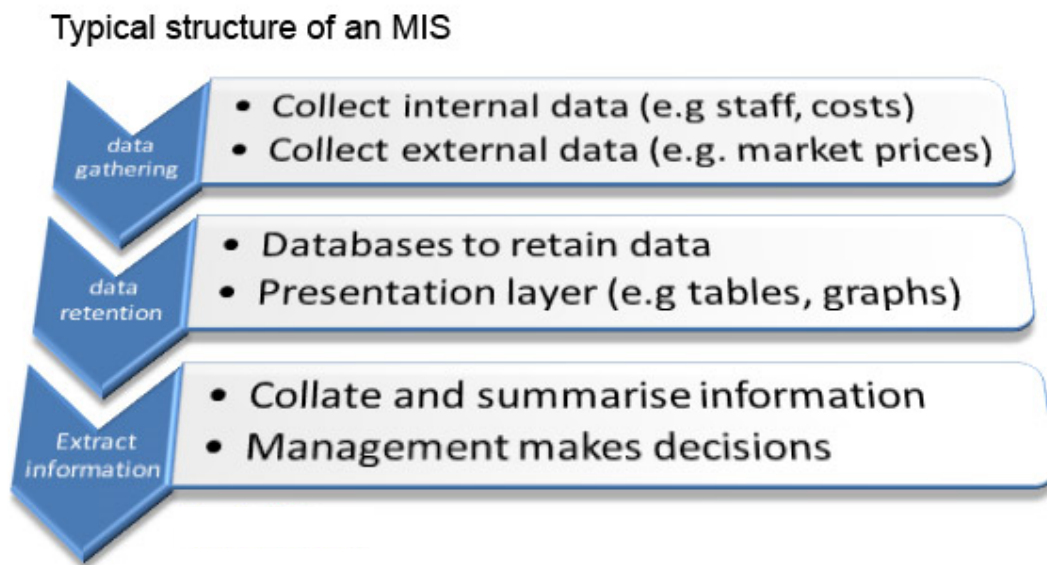 Typical structure of an MIS
data
gathering
• Collect internal data (e.g staff, costs)
• Collect external data (e.g. market prices)
data
retention
• Databases to retain data
• Presentation layer (e.g tables, graphs)
Extract
information
• Collate and summarise information
• Management makes decisions